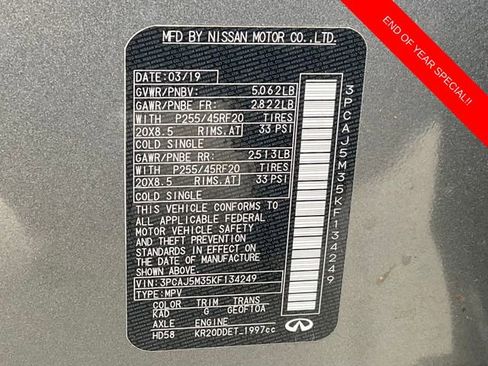 END OF YEAR SPECIAL!!
MFD BY NISSAN MOTOR CO.,LTD.
DATE:03/19
GVWR/PNBV: 5,062LB
GAWR/PNBE FR: 2,822LB
WITH P255/45RF20 TIRES
20X8.5 RIMS,AT 33 PSI
COLD SINGLE
GAWR/PNBE RR: 2,513LB
WITH P255/45RF20 TIRES
20X8.5 RIMS,AT 33 PSI
COLD SINGLE
THIS VEHICLE CONFORMS TO
ALL APPLICABLE FEDERAL
MOTOR VEHICLE SAFETY
AND THEFT PREVENTION
STANDARDS IN EFFECT ON
THE DATE OF MANUFACTURE
SHOWN ABOVE.
VIN:3PCAJ5M35KF134249
TYPE:MPV
COLOR TRIM TRANS
KAD G GE0F10A
AXLE ENGINE
HD58 KR20DDET_1997cc
3PCAJ5M35KF134249